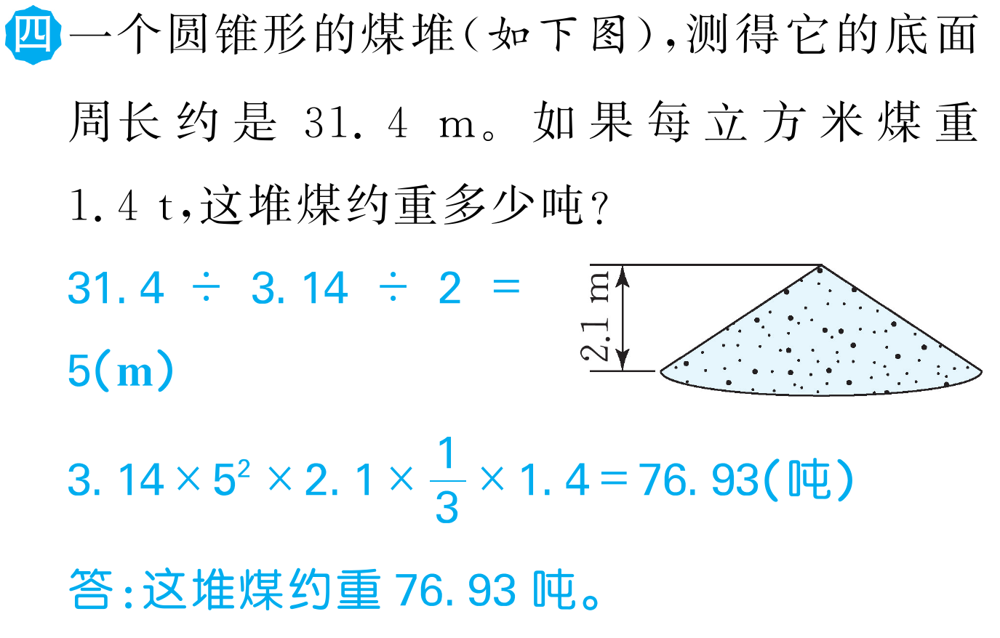 四 一个圆锥形的煤堆(如下图),测得它的底面
周长约是 31.4 m。如果每立方米煤重
1.4 t,这堆煤约重多少吨?
31.4 ÷ 3.14 ÷ 2 =
2.1 m
5(m)
3.14×5²×2.1×1/3×1.4=76.93(吨)
答:这堆煤约重 76.93 吨。